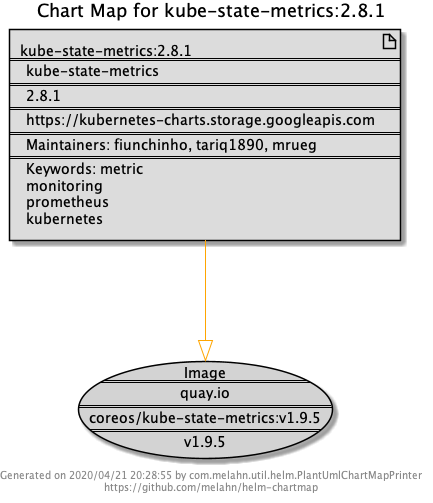 Chart Map for kube-state-metrics:2.8.1
kube-state-metrics:2.8.1
kube-state-metrics
2.8.1
https://kubernetes-charts.storage.googleapis.com
Maintainers: fiunchinho, tariq1890, mrueg
Keywords: metric
monitoring
prometheus
kubernetes
Image
quay.io
coreos/kube-state-metrics:v1.9.5
v1.9.5
Generated on 2020/04/21 20:28:55 by com.melahn.util.helm.PlantUmlChartMapPrinter
https://github.com/melahn/helm-chartmap